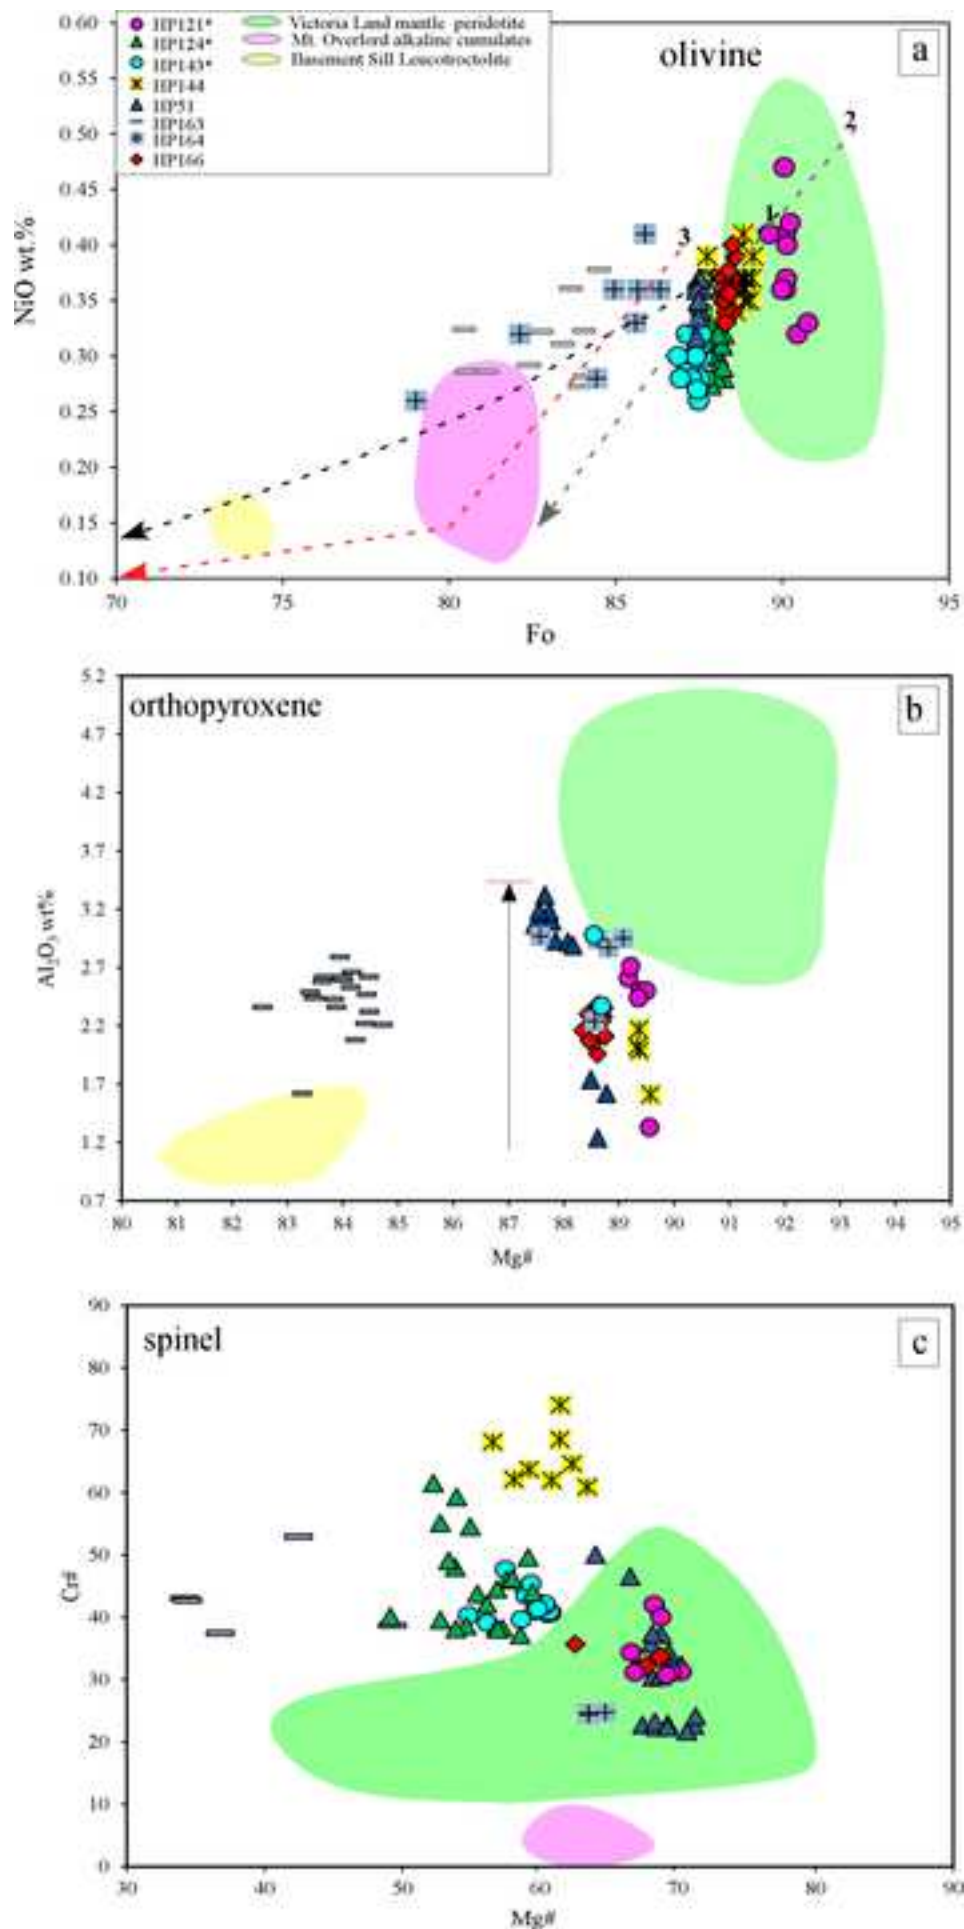 HP121*
HP124*
HP143*
HP144
HP51
HP163
HP164
HP166
Victoria Land mantle peridotite
Mt. Overlord alkaline cumulates
Basement Sill Leucotroctolite
olivine
a
NiO wt.%
0.60
0.55
0.50
0.45
0.40
0.35
0.30
0.25
0.20
0.15
0.10
1
2
3
70 75 80 85 90 95
Fo
orthopyroxene
b
Al₂O₃ wt%
5.2
4.7
4.2
3.7
3.2
2.7
2.2
1.7
1.2
0.7
80 81 82 83 84 85 86 87 88 89 90 91 92 93 94 95
Mg#
spinel
c
Cr#
90
80
70
60
50
40
30
20
10
0
30 40 50 60 70 80 90
Mg#